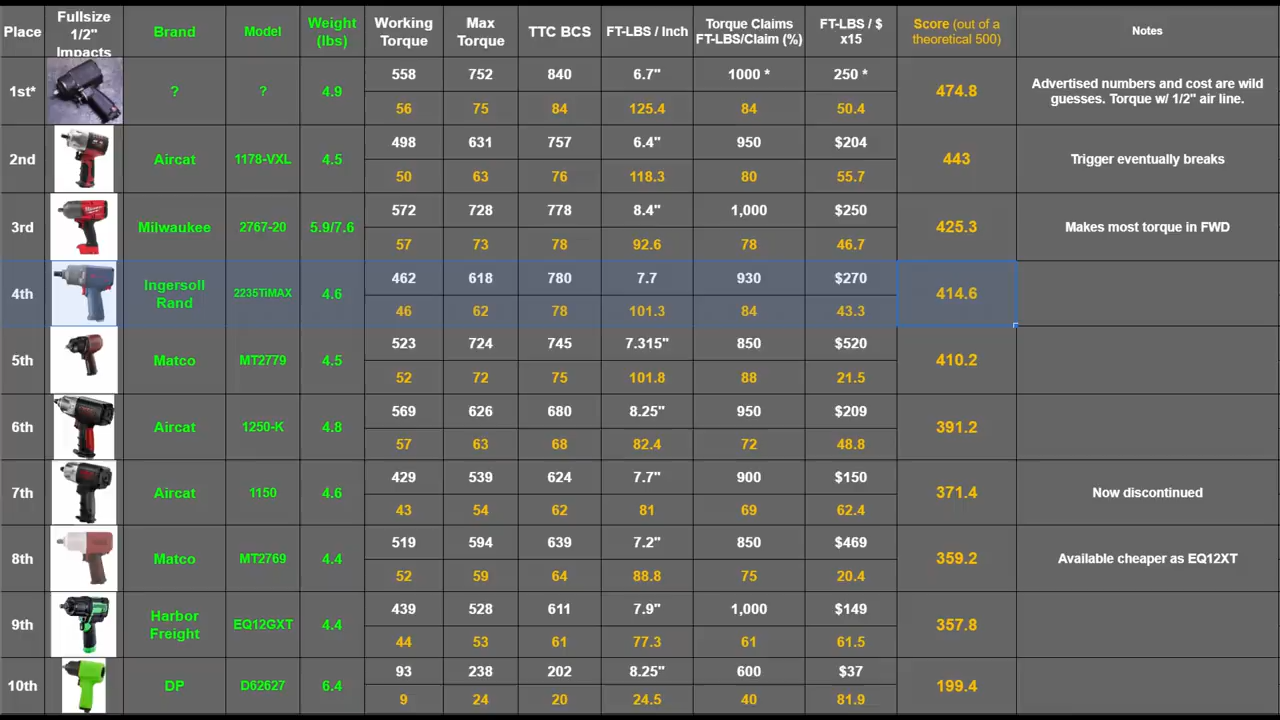 Place
Fullsize
1/2"
Impacts
Brand
Model
Weight
(lbs)
Working
Torque
Max
Torque
TTC BCS
FT-LBS / Inch
Torque Claims
FT-LBS/Claim (%)
FT-LBS / $
x15
Score (out of a
theoretical 500)
Notes
1st*
?
?
4.9
558
752
840
6.7"
1000 *
250 *
56
75
84
125.4
84
50.4
474.8
Advertised numbers and cost are wild
guesses. Torque w/ 1/2" air line.
2nd
Aircat
1178-VXL
4.5
498
631
757
6.4"
950
$204
50
63
76
118.3
80
55.7
443
Trigger eventually breaks
3rd
Milwaukee
2767-20
5.9/7.6
572
728
778
8.4"
1,000
$250
57
73
78
92.6
78
46.7
425.3
Makes most torque in FWD
4th
Ingersoll
Rand
2235TiMAX
4.6
462
618
780
7.7
930
$270
46
62
78
101.3
84
43.3
414.6
5th
Matco
MT2779
4.5
523
724
745
7.315"
850
$520
52
72
75
101.8
88
21.5
410.2
6th
Aircat
1250-K
4.8
569
626
680
8.25"
950
$209
57
63
68
82.4
72
48.8
391.2
7th
Aircat
1150
4.6
429
539
624
7.7"
900
$150
43
54
62
81
69
62.4
371.4
Now discontinued
8th
Matco
MT2769
4.4
519
594
639
7.2"
850
$469
52
59
64
88.8
75
20.4
359.2
Available cheaper as EQ12XT
9th
Harbor
Freight
EQ12GXT
4.4
439
528
611
7.9"
1,000
$149
44
53
61
77.3
61
61.5
357.8
10th
DP
D62627
6.4
93
238
202
8.25"
600
$37
9
24
20
24.5
40
81.9
199.4